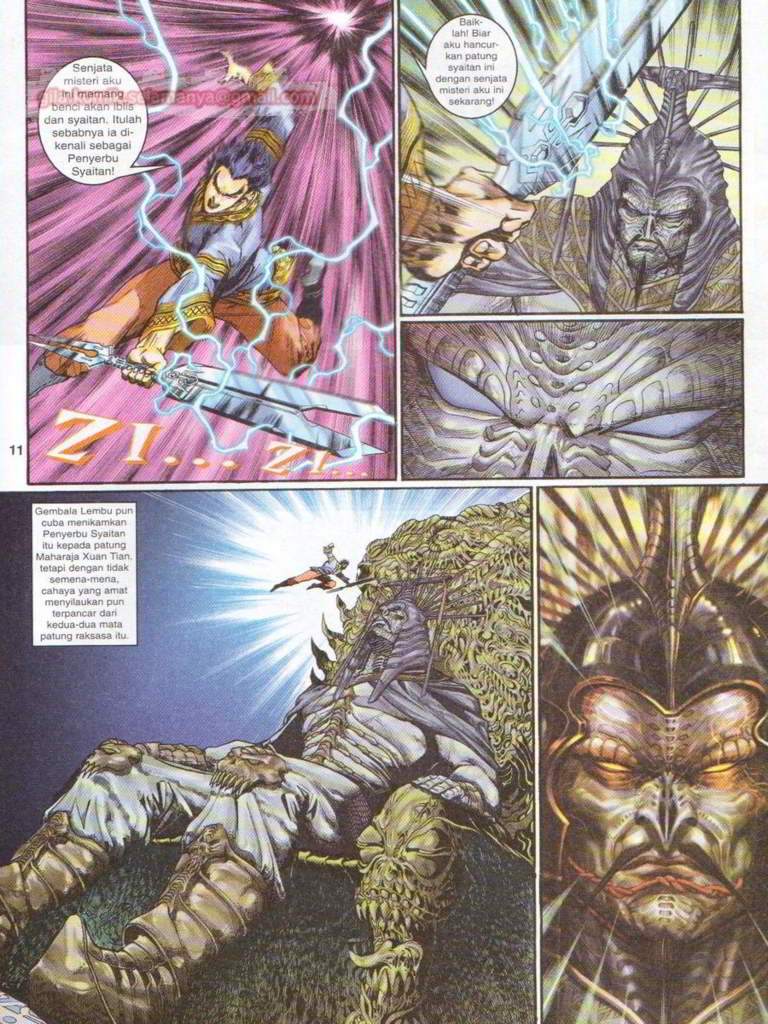 Senjata
misteri aku
ini memang
benci akan iblis
dan syaitan. Itulah
sebabnya ia di-
kenali sebagai
Penyerbu
Syaitan!
Baik-
lah! Biar
aku hancur-
kan patung
syaitan ini
dengan senjata
misteri aku ini
sekarang!
ZI... ZI...
11
Gembala Lembu pun
cuba menikamkan
Penyerbu Syaitan
itu kepada patung
Maharaja Xuan Tian,
tetapi dengan tidak
semena-mena,
cahaya yang amat
menyilaukan pun
terpancar dari
kedua-dua mata
patung raksasa itu.